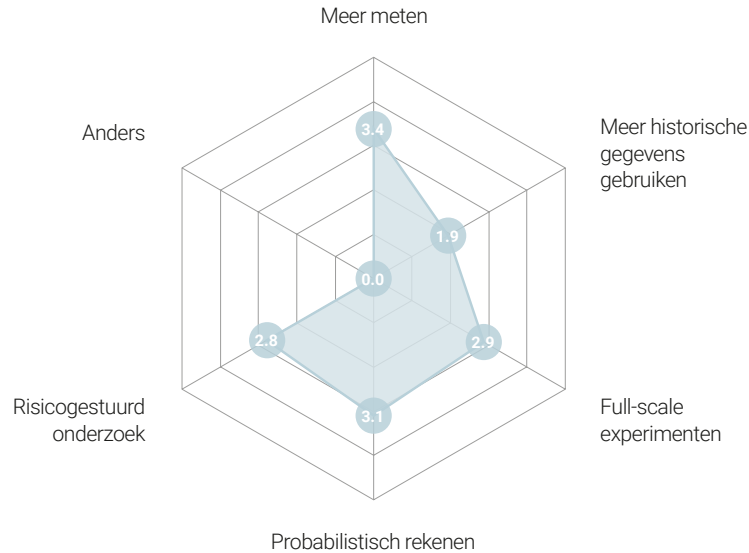 Meer meten
Anders
Meer historische
gegevens
gebruiken
3.4
1.9
0.0
2.8
2.9
3.1
Risicogestuurd
onderzoek
Full-scale
experimenten
Probabilistisch rekenen